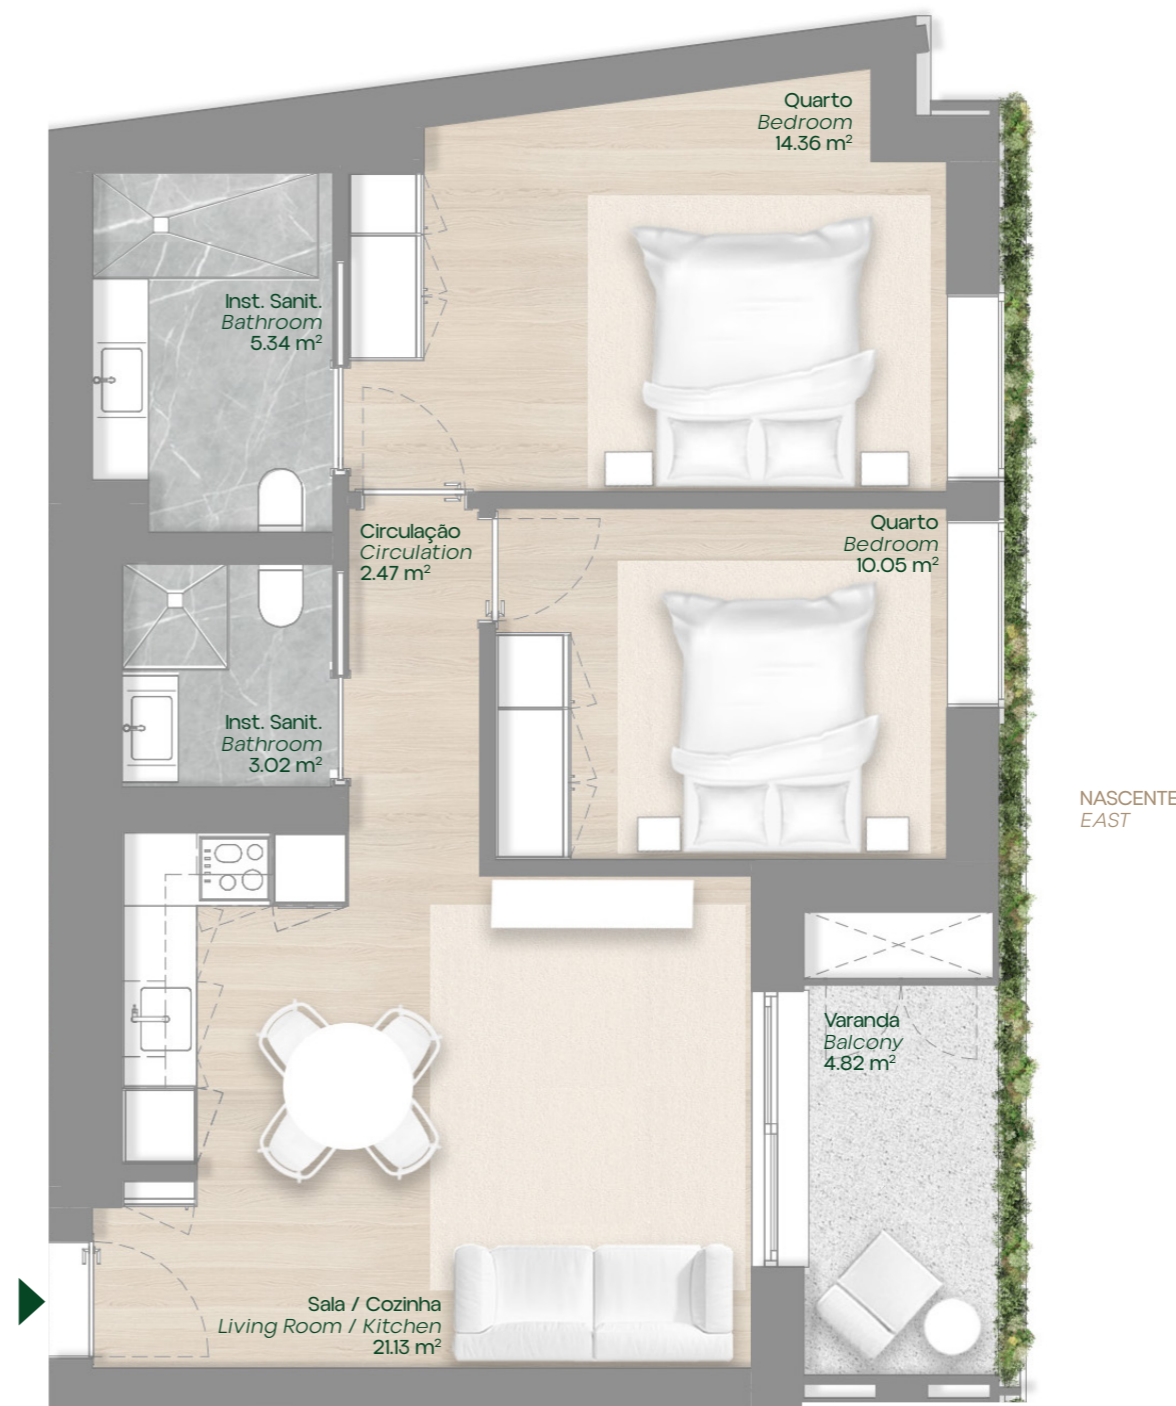 Quarto
Bedroom
14.36 m²
Inst. Sanit.
Bathroom
5.34 m²
Circulação
Circulation
2.47 m²
Quarto
Bedroom
10.05 m²
Inst. Sanit.
Bathroom
3.02 m²
NASCENTE
EAST
Varanda
Balcony
4.82 m²
Sala / Cozinha
Living Room / Kitchen
21.13 m²